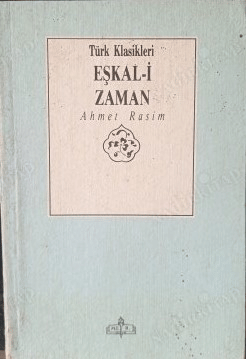 Türk Klasikleri
EŞKAL-İ
ZAMAN
Ahmet Rasim